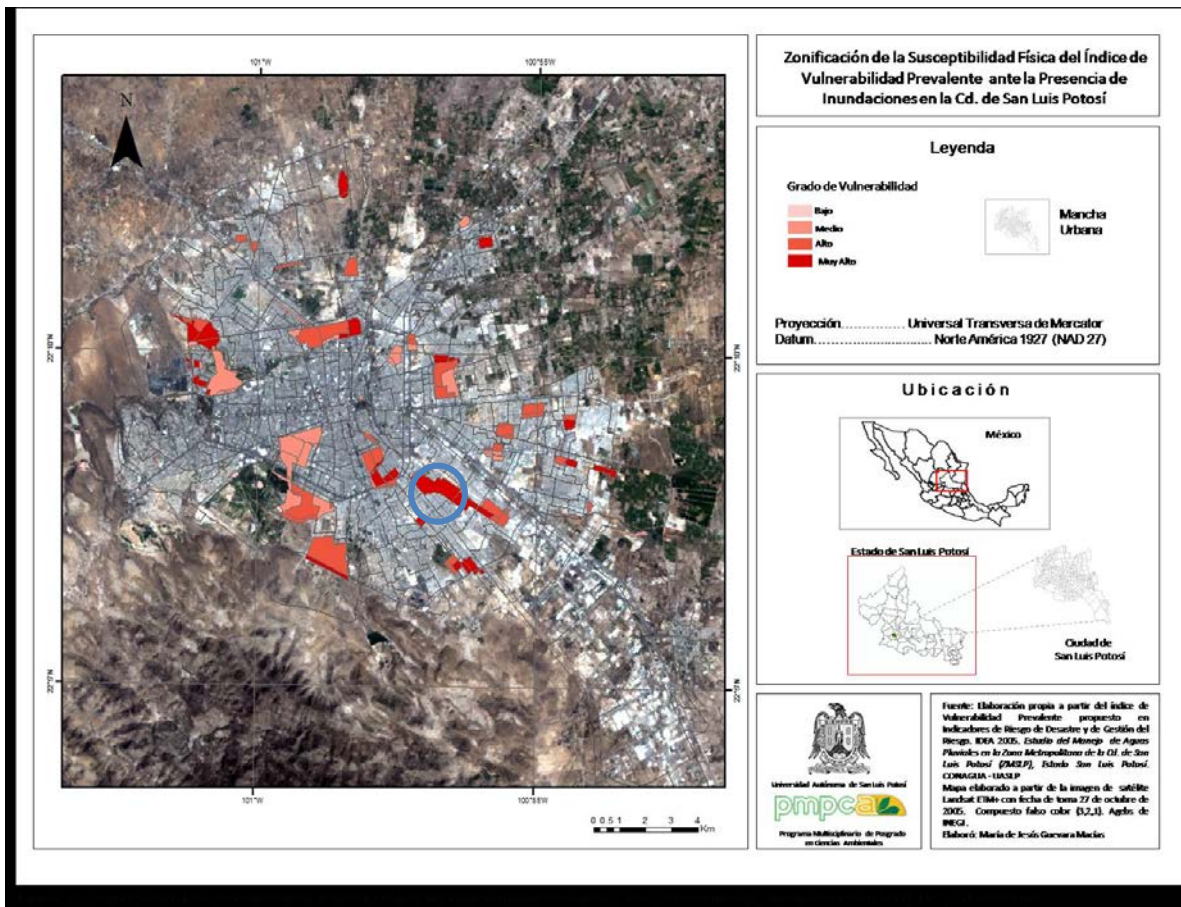 Zonificación de la Susceptibilidad Física del Índice de
Vulnerabilidad Prevalente ante la Presencia de
Inundaciones en la Cd. de San Luis Potosí
Leyenda
Grado de Vulnerabilidad
Bajo
Medio
Alto
Muy Alto
Mancha
Urbana
Proyección.............. Universal Transversa de Mercator
Datum........................ Norte América 1927 (NAD 27)
Ubicación
México
Estado de San Luis Potosí
Ciudad de
San Luis Potosí
Universidad Autónoma de San Luis Potosí
pmpca
Programa Multidisciplinario de Posgrado
en Ciencias Ambientales
Fuente: Elaboración propia a partir del índice de
Vulnerabilidad Prevalente propuesto en
Indicadores de Riesgo de Desastre y de Gestión del
Riesgo. IDEA 2005. Estudio del Manejo de Aguas
Pluviales en la Zona Metropolitana de la Cd. de San
Luis Potosí (ZMSLP), Estado San Luis Potosí.
CONAGUA - UASLP
Mapa elaborado a partir de la imagen de satélite
Landsat ETM+ con fecha de toma 27 de octubre de
2005. Compuesto falso color (3,2,1). Agebs de
INEGI.
Elaboró: María de Jesús Guevara Macías
101°W
100°55'W
N
22°10'N
22°10'N
22°5'N
22°5'N
101°W
100°55'W
0 0.5 1 2 3 4
Km